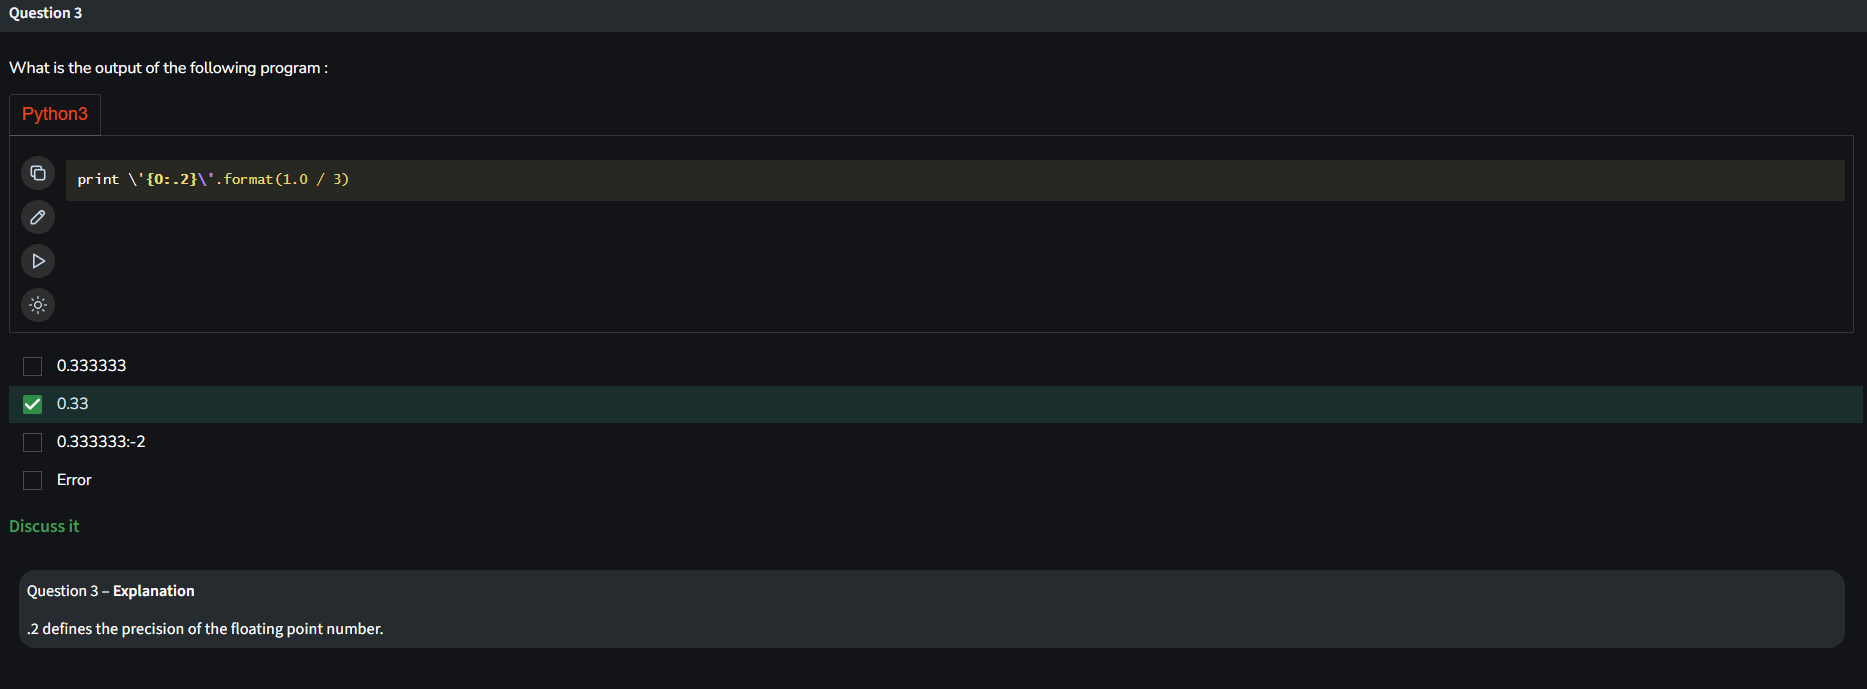 Question 3
What is the output of the following program :
Python3
print \'{0:.2}\'.format(1.0 / 3)
0.333333
0.33
0.333333:-2
Error
Discuss it
Question 3 – Explanation
.2 defines the precision of the floating point number.